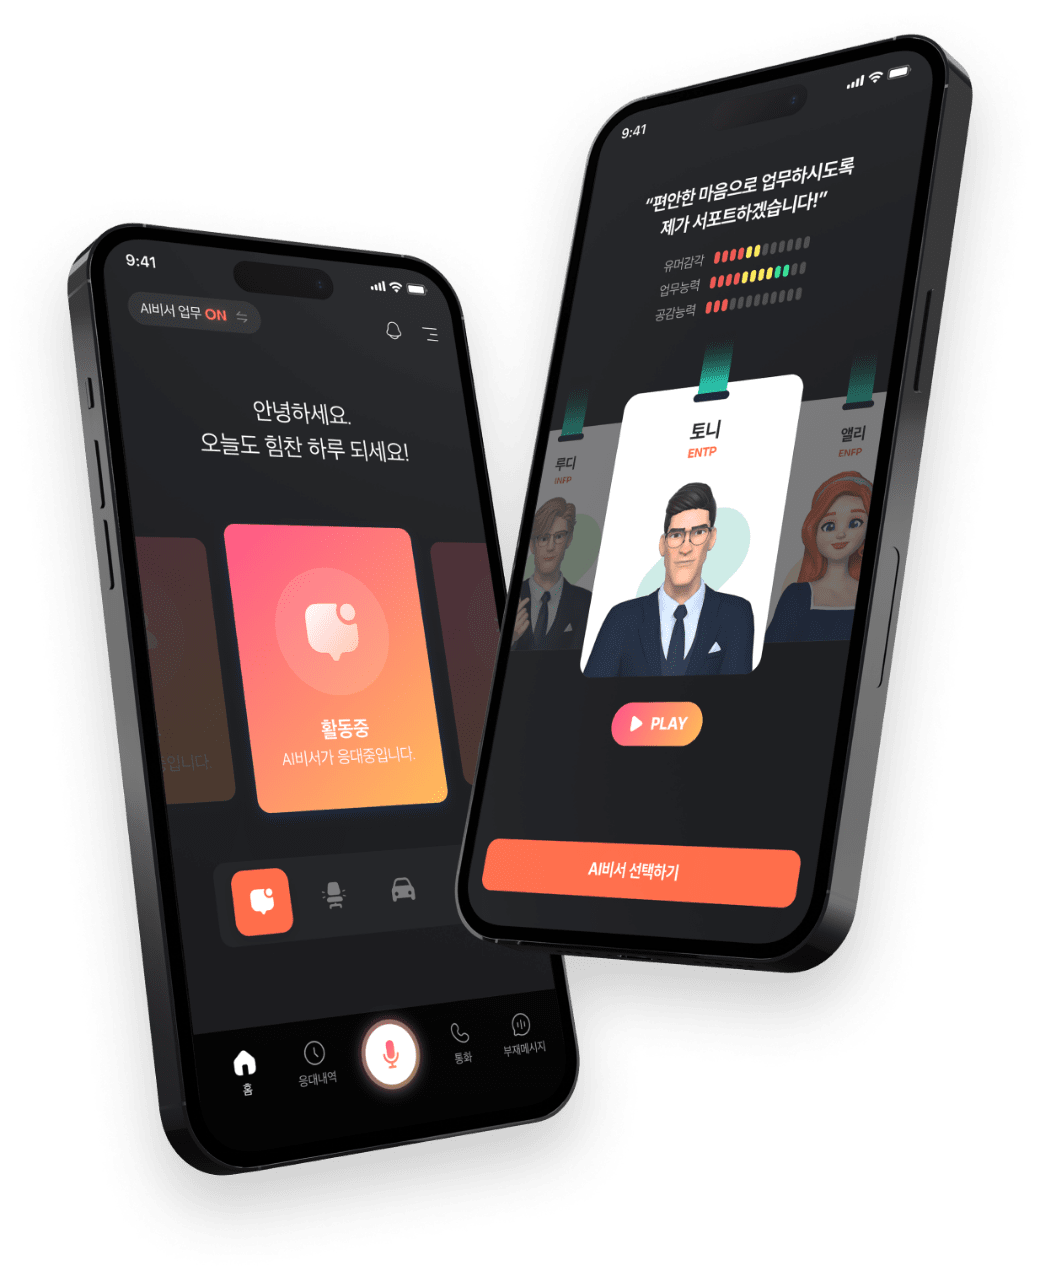 9:41
AI비서 업무 ON
안녕하세요.
오늘도 힘찬 하루 되세요!
활동중
AI비서가 응대중입니다.
입니다.
홈
응대내역
통화
부재메시지
9:41
“편안한 마음으로 업무하시도록
제가 서포트하겠습니다!”
유머감각
업무능력
공감능력
루디
INFP
토니
ENTP
앨리
ENFP
PLAY
AI비서 선택하기